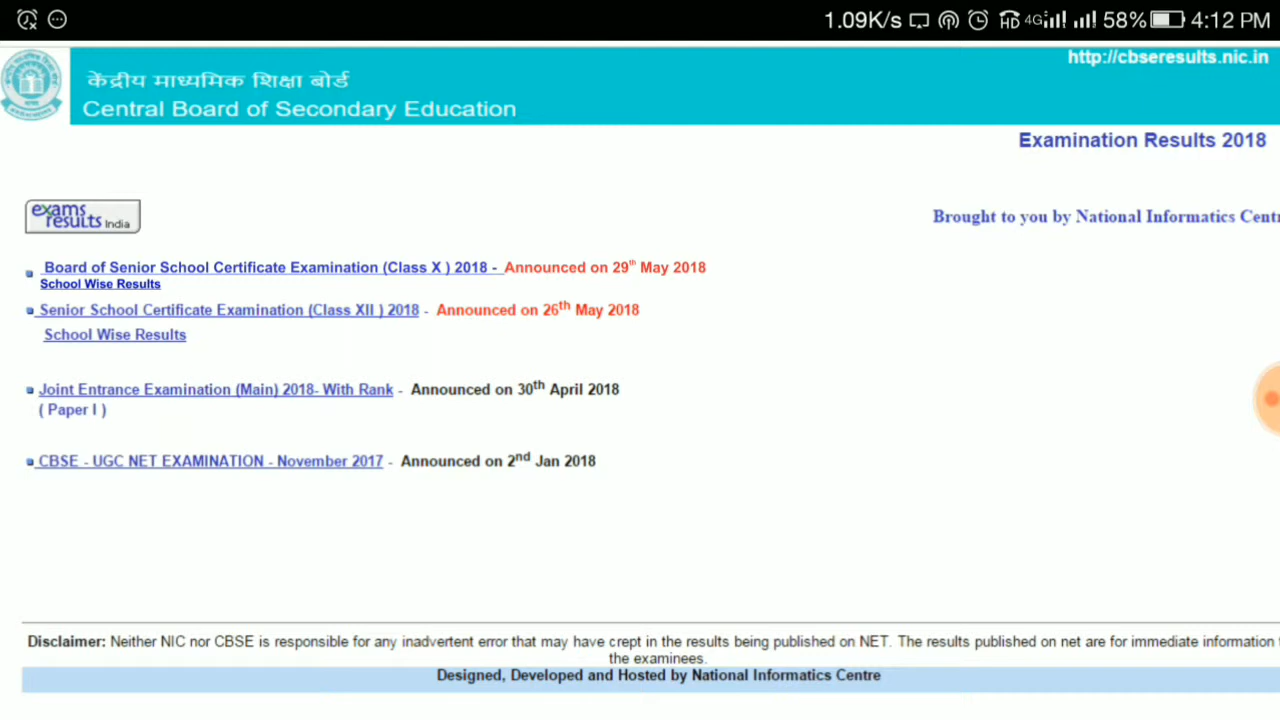 1.09K/s HD 4G 58% 4:12 PM
http://cbseresults.nic.in
केंद्रीय माध्यमिक शिक्षा बोर्ड
Central Board of Secondary Education
Examination Results 2018
exams results India
Brought to you by National Informatics Cent
Board of Senior School Certificate Examination (Class X ) 2018 - Announced on 29th May 2018
School Wise Results
Senior School Certificate Examination (Class XII ) 2018 - Announced on 26th May 2018
School Wise Results
Joint Entrance Examination (Main) 2018- With Rank - Announced on 30th April 2018
( Paper I )
CBSE - UGC NET EXAMINATION - November 2017 - Announced on 2nd Jan 2018
Disclaimer: Neither NIC nor CBSE is responsible for any inadvertent error that may have crept in the results being published on NET. The results published on net are for immediate information
the examinees.
Designed, Developed and Hosted by National Informatics Centre